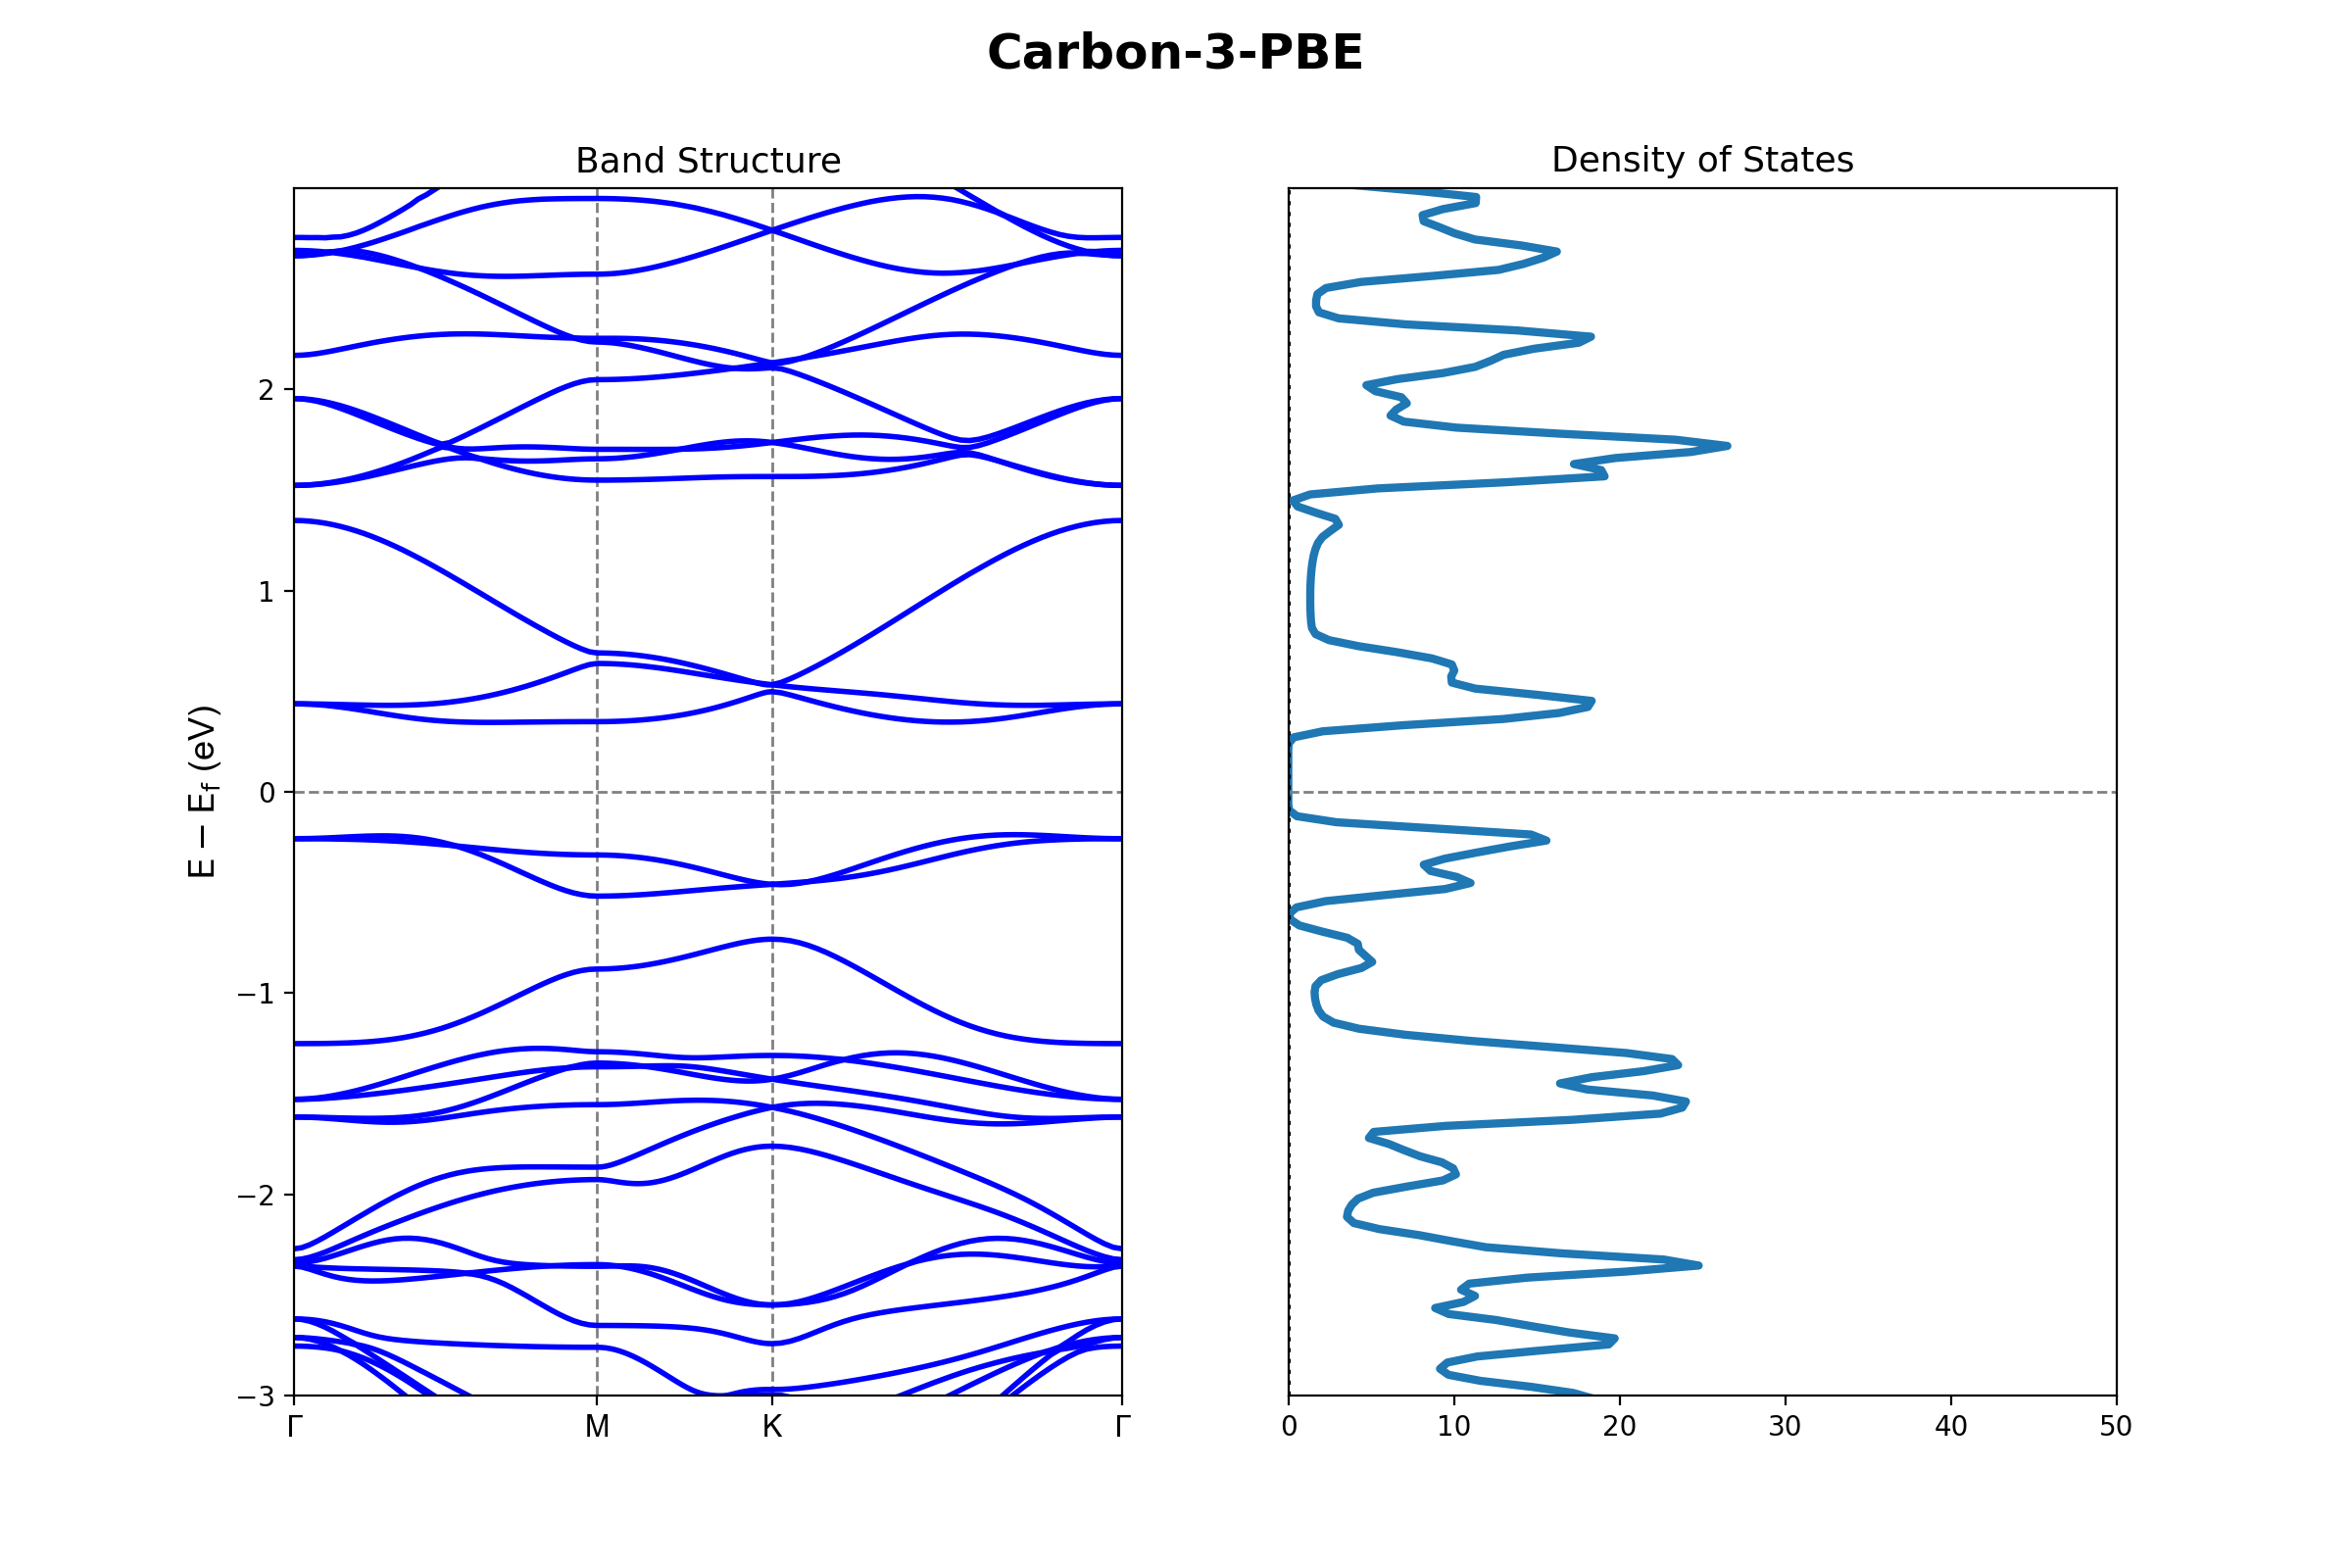 Carbon-3-PBE
Band Structure
Density of States
E − E_f (eV)
2
1
0
−1
−2
−3
Γ M K Γ
0 10 20 30 40 50